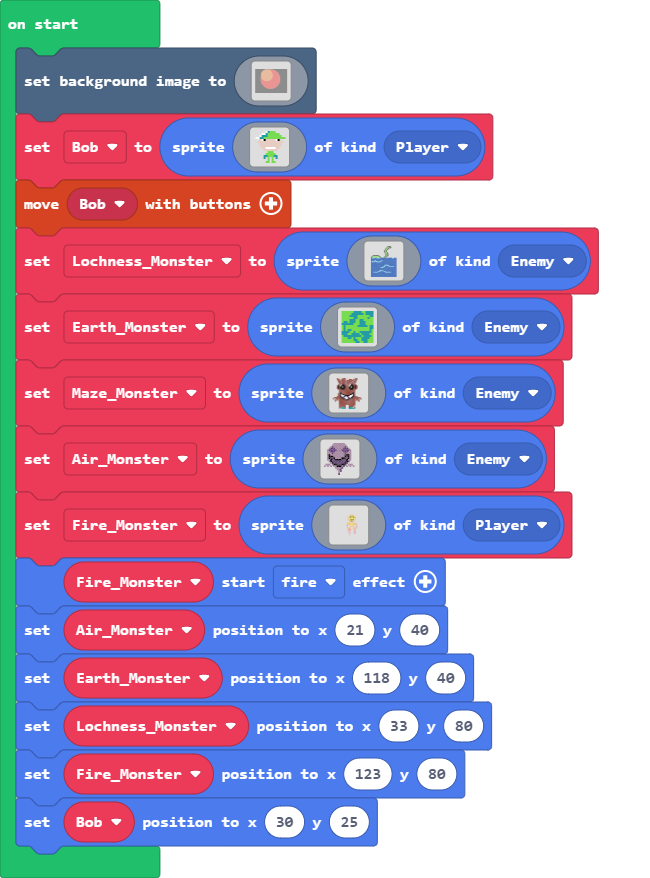 on start
set background image to
set Bob to sprite of kind Player
move Bob with buttons
set Lochness_Monster to sprite of kind Enemy
set Earth_Monster to sprite of kind Enemy
set Maze_Monster to sprite of kind Enemy
set Air_Monster to sprite of kind Enemy
set Fire_Monster to sprite of kind Player
Fire_Monster start fire effect
set Air_Monster position to x 21 y 40
set Earth_Monster position to x 118 y 40
set Lochness_Monster position to x 33 y 80
set Fire_Monster position to x 123 y 80
set Bob position to x 30 y 25